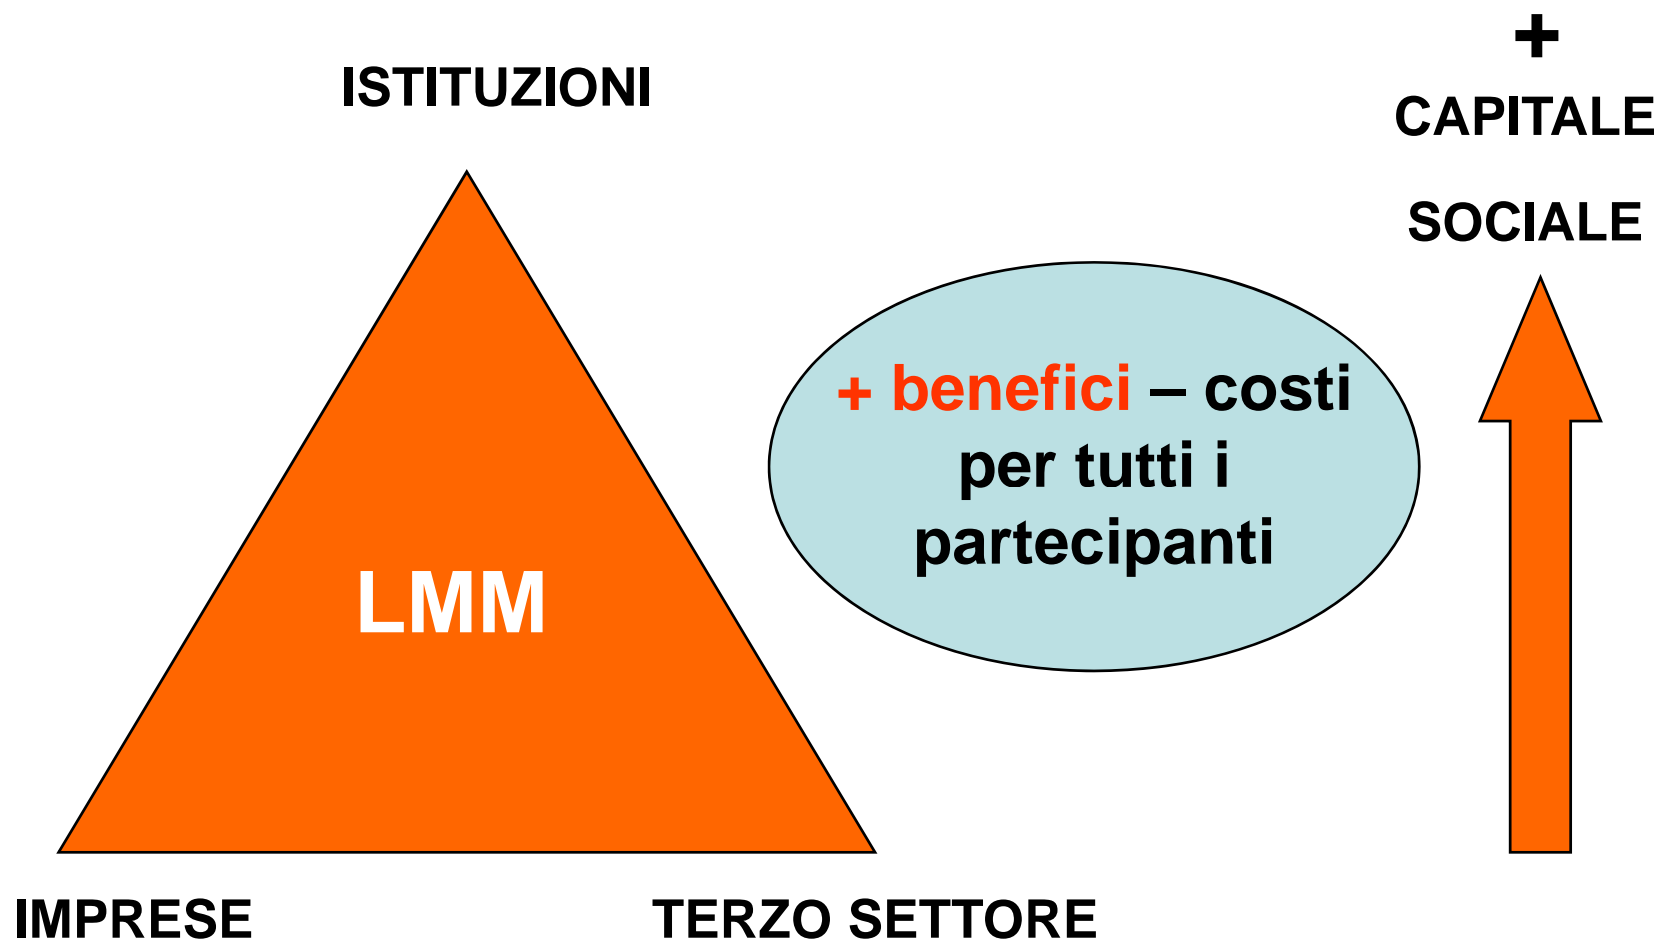 ISTITUZIONI
+
CAPITALE
SOCIALE
+ benefici – costi
per tutti i
partecipanti
LMM
IMPRESE
TERZO SETTORE